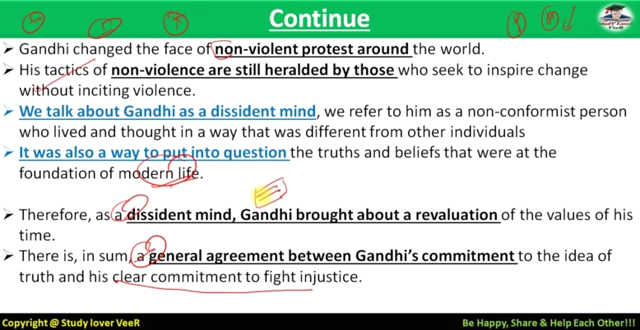 Continue
➢ Gandhi changed the face of non-violent protest around the world.
➢ His tactics of non-violence are still heralded by those who seek to inspire change
without inciting violence.
➢ We talk about Gandhi as a dissident mind, we refer to him as a non-conformist person
who lived and thought in a way that was different from other individuals
➢ It was also a way to put into question the truths and beliefs that were at the
foundation of modern life.
➢ Therefore, as a dissident mind, Gandhi brought about a revaluation of the values of his
time.
➢ There is, in sum, a general agreement between Gandhi's commitment to the idea of
truth and his clear commitment to fight injustice.
Copyright @ Study lover VeeR
Be Happy, Share & Help Each Other!!!